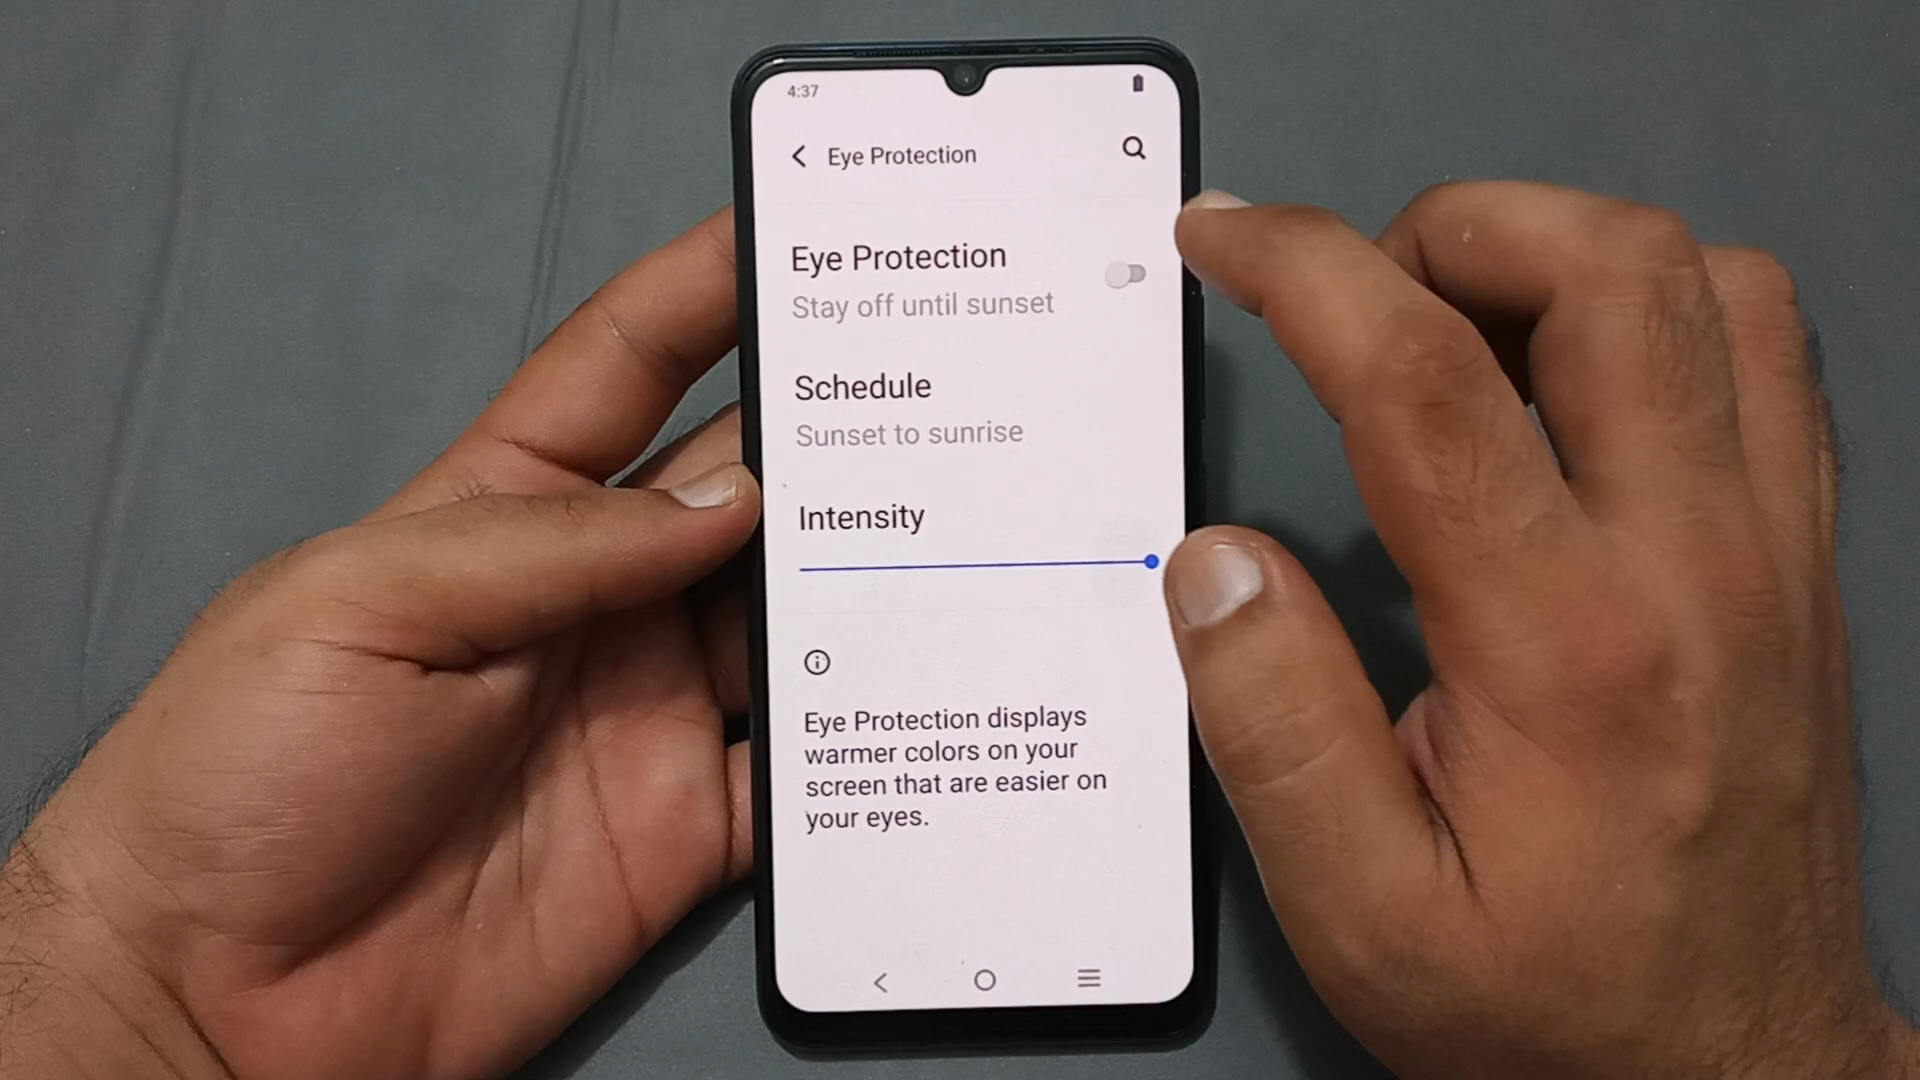 4:37
Eye Protection
Eye Protection
Stay off until sunset
Schedule
Sunset to sunrise
Intensity
Eye Protection displays
warmer colors on your
screen that are easier on
your eyes.